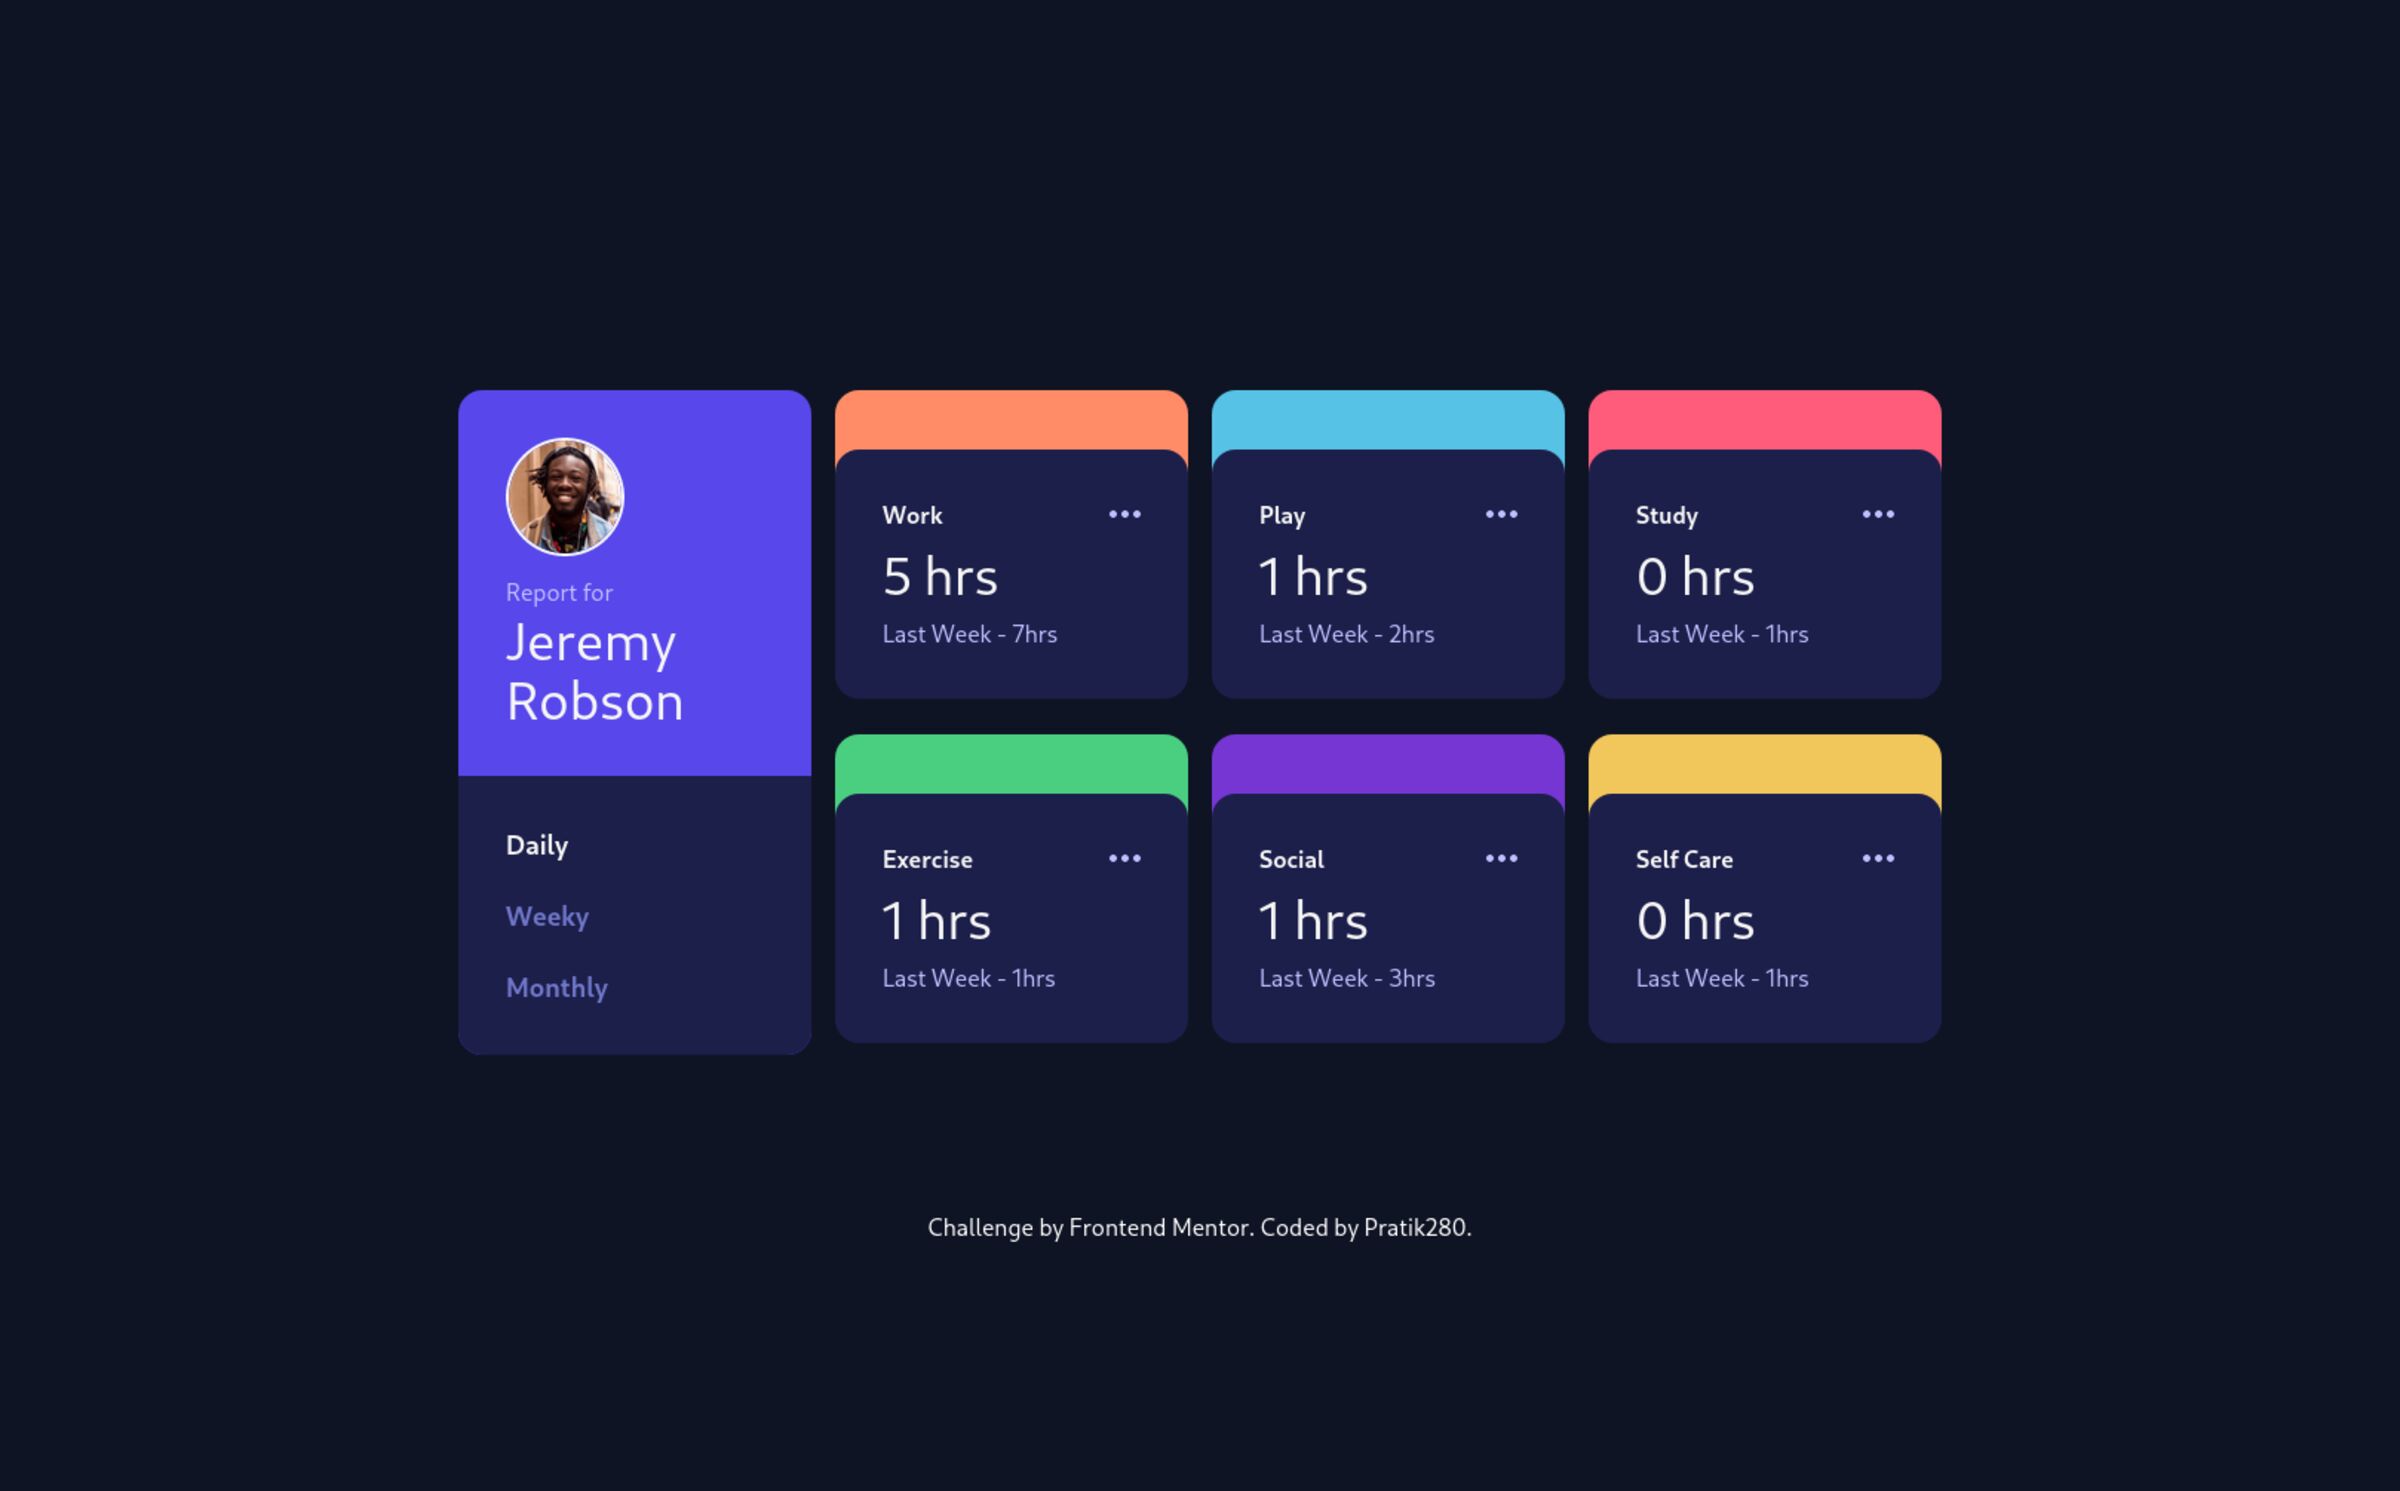 Report for
Jeremy
Robson
Daily
Weeky
Monthly
Work
5 hrs
Last Week - 7hrs
Play
1 hrs
Last Week - 2hrs
Study
0 hrs
Last Week - 1hrs
Exercise
1 hrs
Last Week - 1hrs
Social
1 hrs
Last Week - 3hrs
Self Care
0 hrs
Last Week - 1hrs
Challenge by Frontend Mentor. Coded by Pratik280.